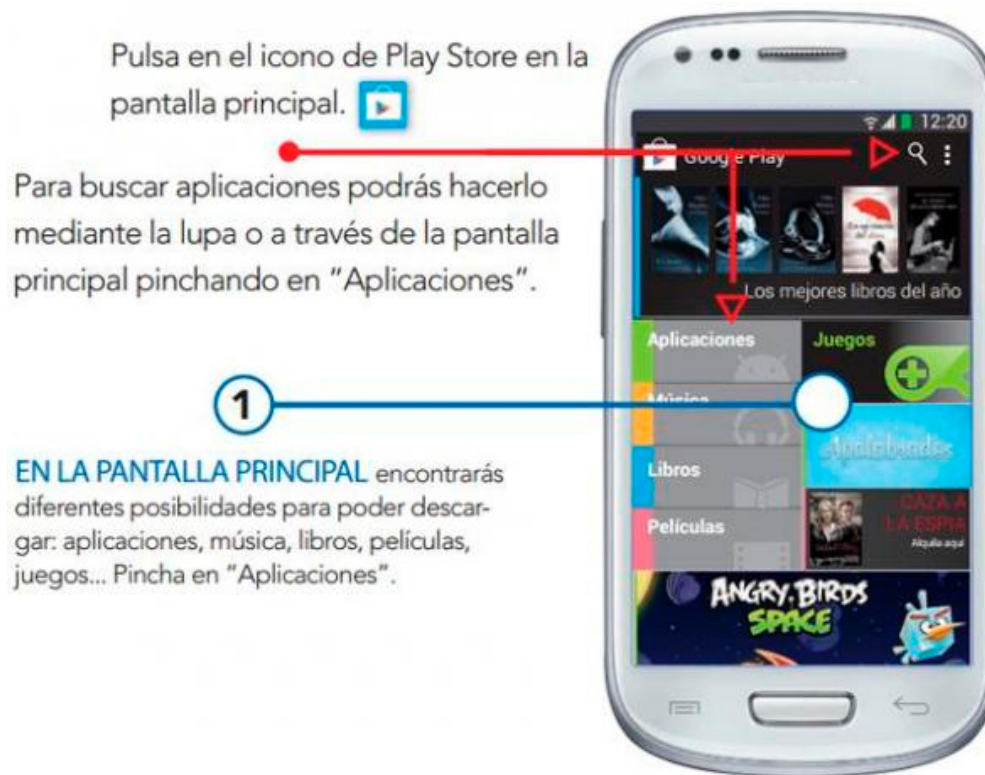 Pulsa en el icono de Play Store en la
pantalla principal.
Para buscar aplicaciones podrás hacerlo
mediante la lupa o a través de la pantalla
principal pinchando en “Aplicaciones”.
1
EN LA PANTALLA PRINCIPAL encontrarás
diferentes posibilidades para poder descar-
gar: aplicaciones, música, libros, películas,
juegos... Pincha en “Aplicaciones”.
12:20
Google Play
Los mejores libros del año
Aplicaciones
Juegos
Música
Libros
Películas
Apalabrados
CAZA A
LA ESPIA
Alquila aquí
ANGRY BIRDS
SPACE